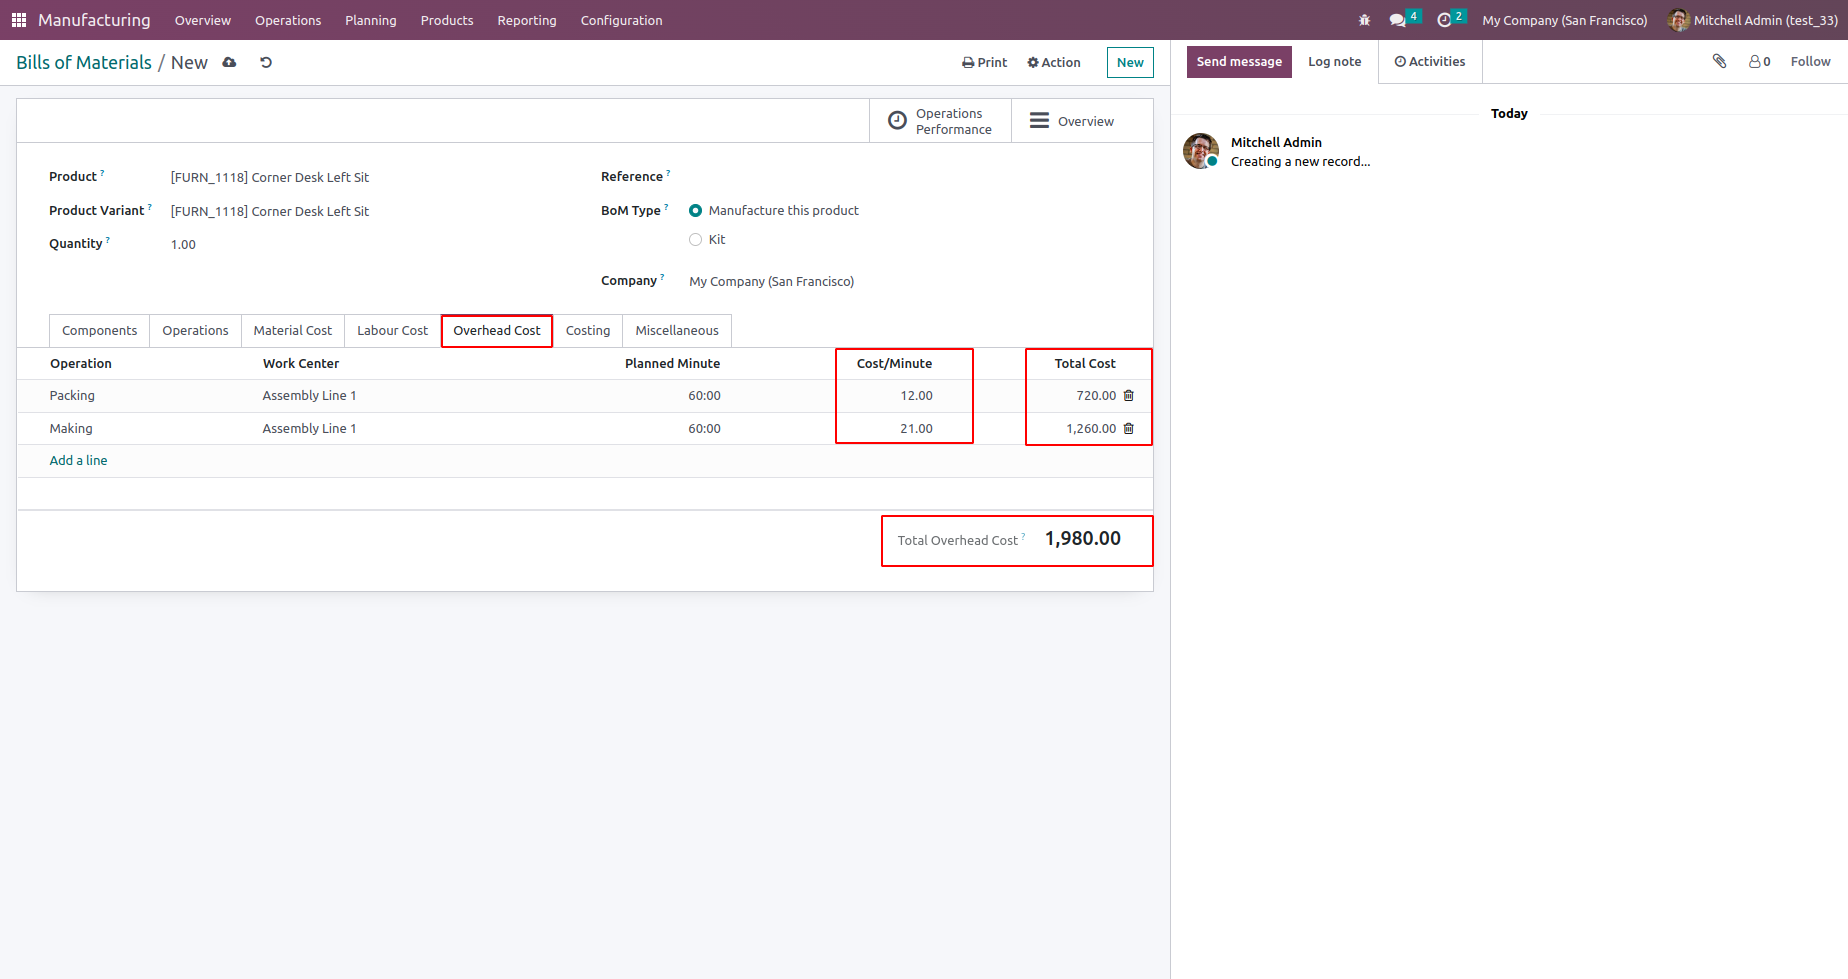 Manufacturing Overview Operations Planning Products Reporting Configuration 4 2 My Company (San Francisco) Mitchell Admin (test_33)
Bills of Materials / New Print Action New
Send message Log note Activities 0 Follow
Operations
Performance
Overview
Product ? [FURN_1118] Corner Desk Left Sit
Product Variant ? [FURN_1118] Corner Desk Left Sit
Quantity ? 1.00
Reference ?
BoM Type ? Manufacture this product
Kit
Company ? My Company (San Francisco)
Components Operations Material Cost Labour Cost Overhead Cost Costing Miscellaneous
Operation Work Center Planned Minute Cost/Minute Total Cost
Packing Assembly Line 1 60:00 12.00 720.00
Making Assembly Line 1 60:00 21.00 1,260.00
Add a line
Total Overhead Cost ? 1,980.00
Today
Mitchell Admin
Creating a new record...